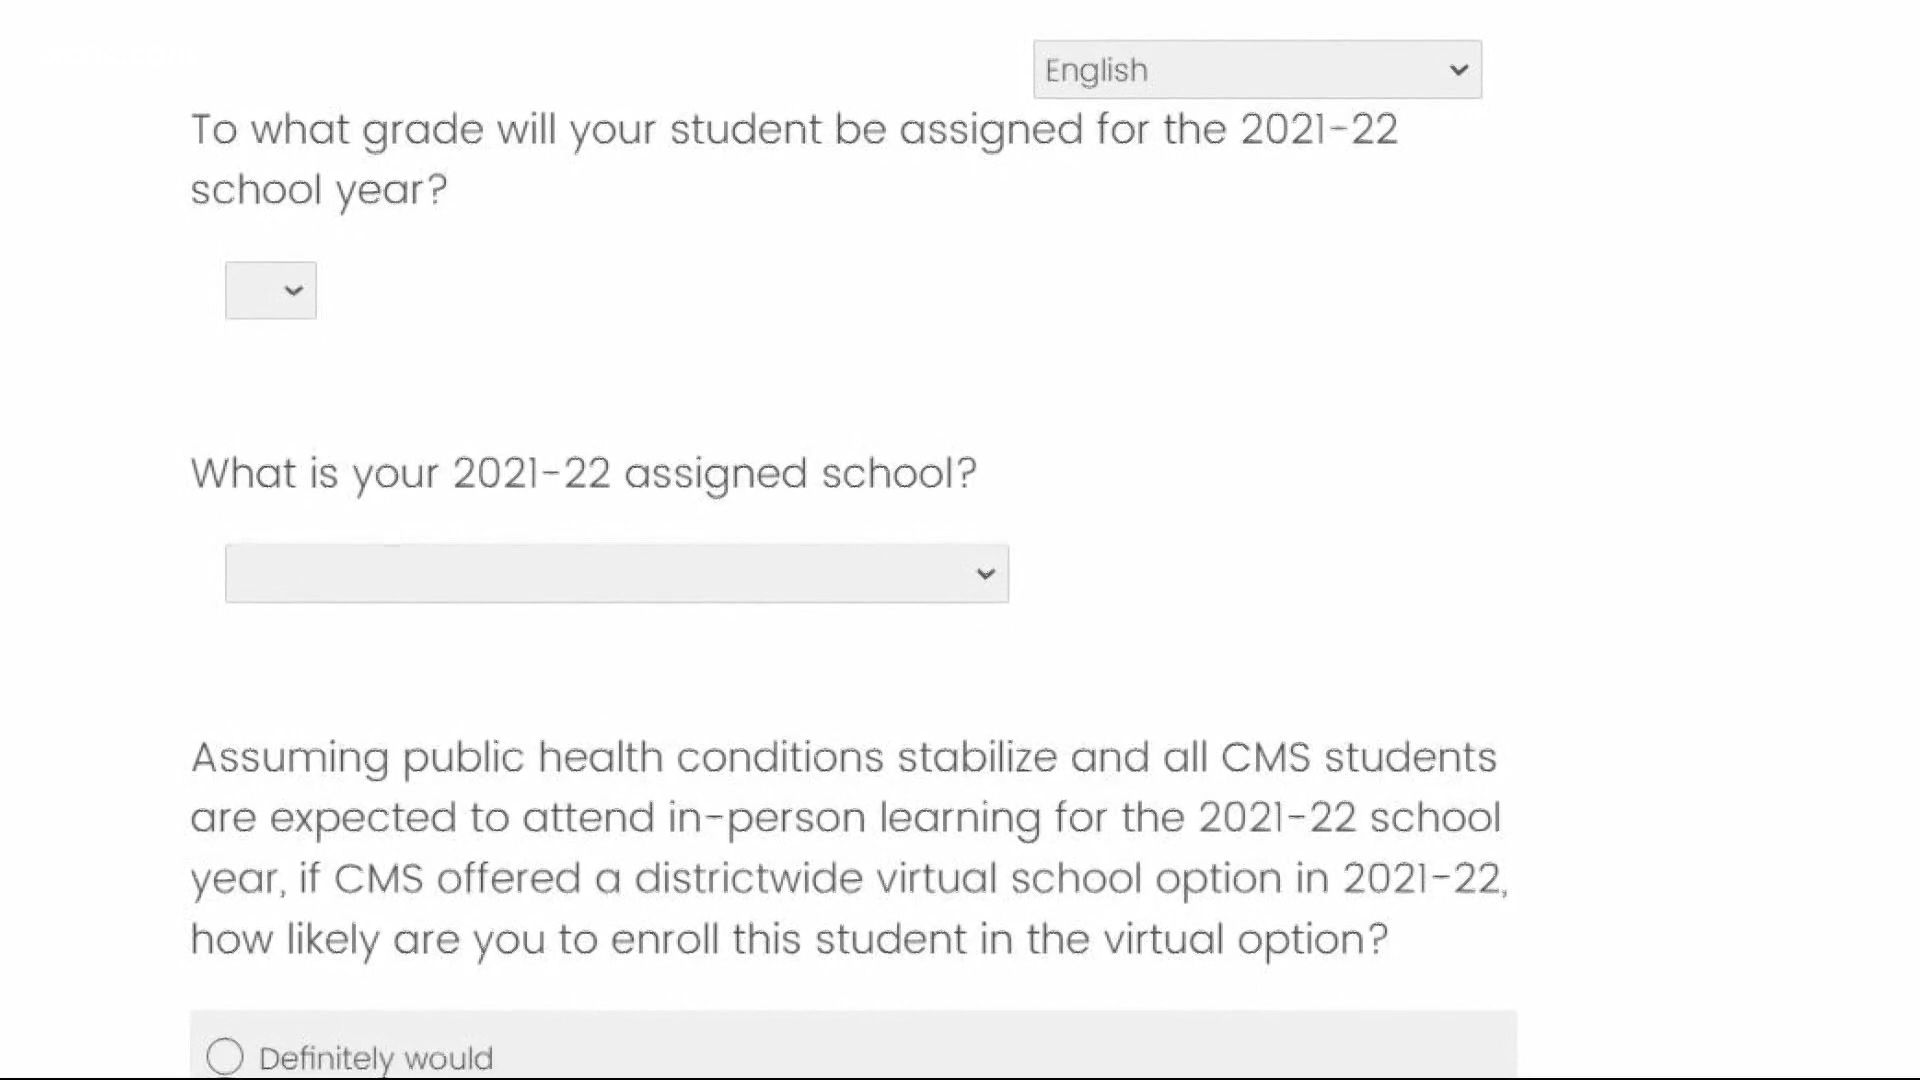 English
To what grade will your student be assigned for the 2021-22
school year?
What is your 2021-22 assigned school?
Assuming public health conditions stabilize and all CMS students
are expected to attend in-person learning for the 2021-22 school
year, if CMS offered a districtwide virtual school option in 2021-22,
how likely are you to enroll this student in the virtual option?
Definitely would